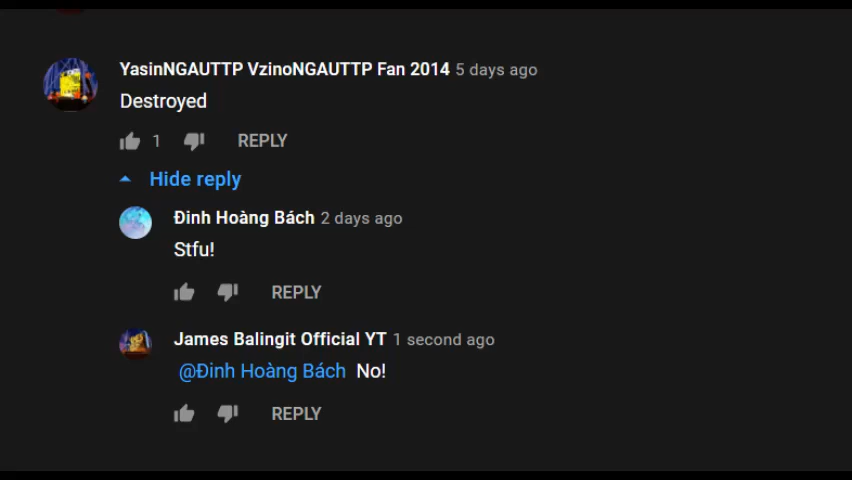 YasinNGAUTTP VzinoNGAUTTP Fan 2014 5 days ago
Destroyed
1 REPLY
Hide reply
Đinh Hoàng Bách 2 days ago
Stfu!
REPLY
James Balingit Official YT 1 second ago
@Đinh Hoàng Bách No!
REPLY